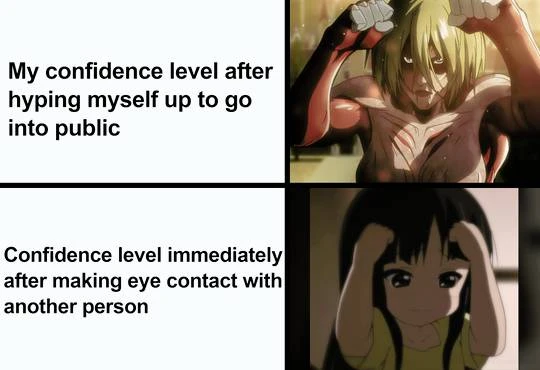 My confidence level after
hyping myself up to go
into public
Confidence level immediately
after making eye contact with
another person